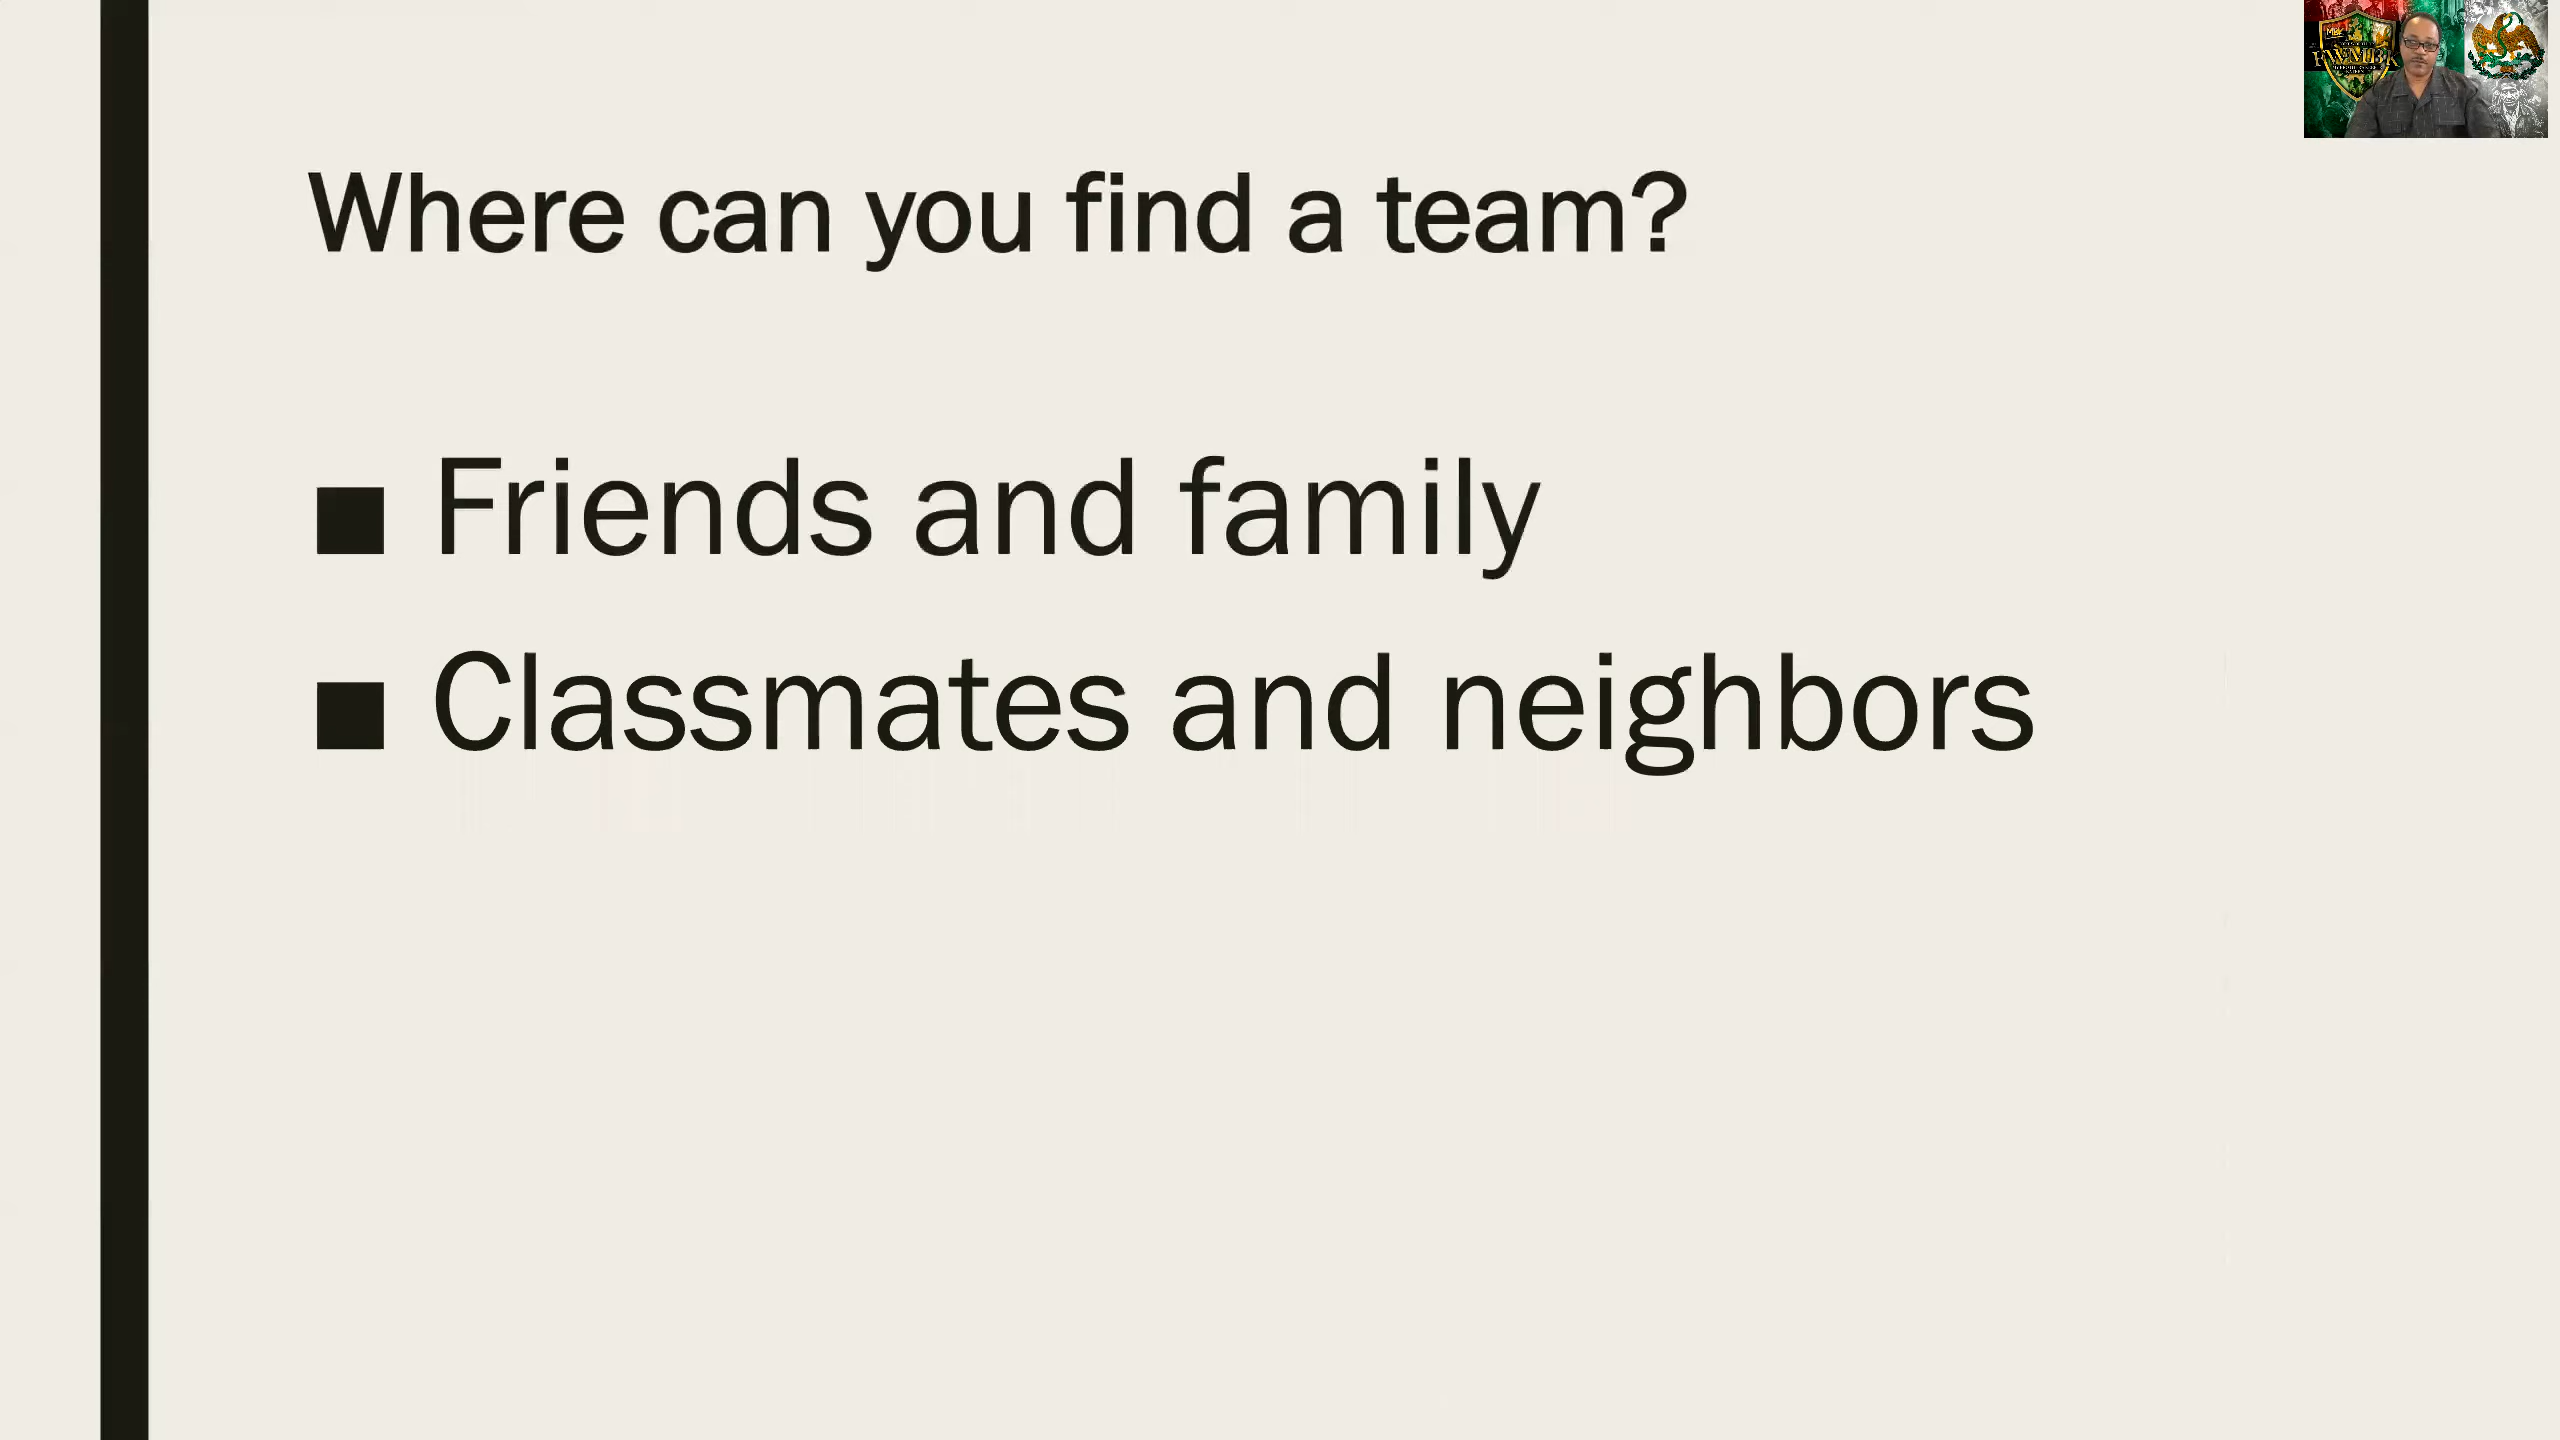 Where can you find a team?
■ Friends and family
■ Classmates and neighbors